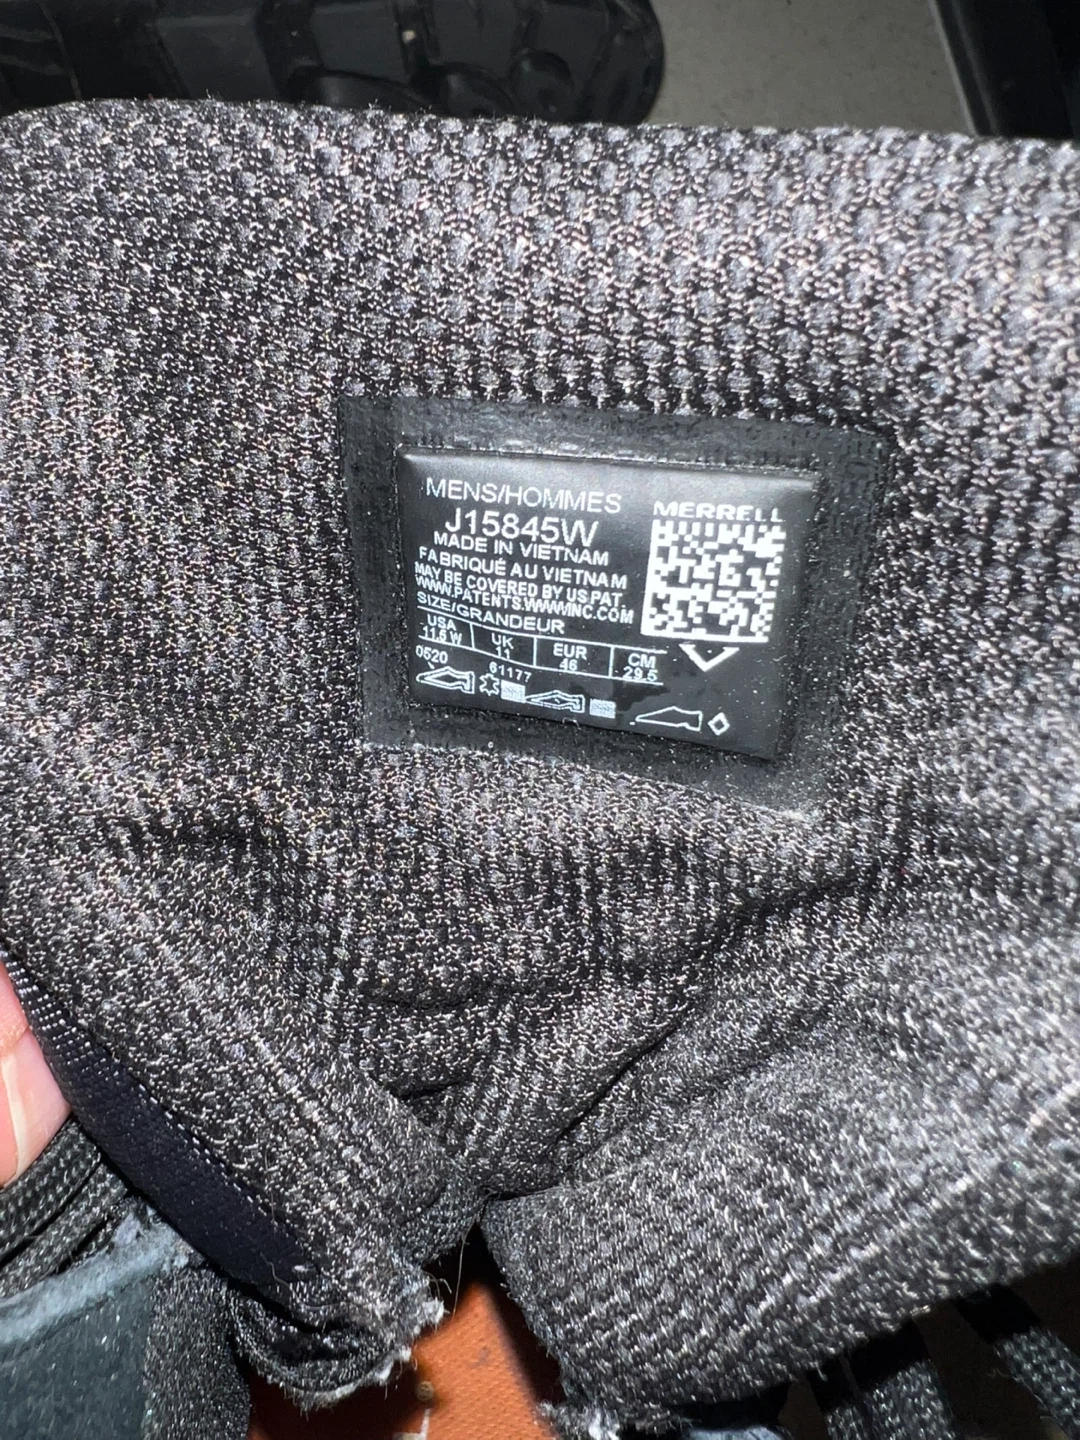 MENS/HOMMES
MERRELL
J15845W
MADE IN VIETNAM
FABRIQUÉ AU VIETNAM
MAY BE COVERED BY US PAT.
WWW.PATENTS.WWWINC.COM
SIZE/GRANDEUR
USA UK EUR CM
11.5 W 11 46 29.5
0520 61177